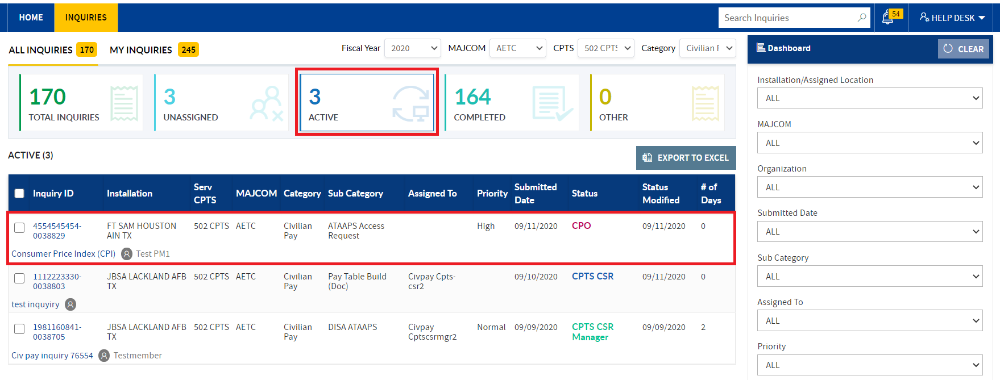 HOME
INQUIRIES
Search Inquiries
54
HELP DESK
ALL INQUIRIES 170
MY INQUIRIES 245
Fiscal Year 2020
MAJCOM AETC
CPTS 502 CPTS
Category Civilian F
Dashboard
CLEAR
170
TOTAL INQUIRIES
3
UNASSIGNED
3
ACTIVE
164
COMPLETED
0
OTHER
ACTIVE (3)
EXPORT TO EXCEL
Inquiry ID
Installation
Serv
CPTS
MAJCOM
Category
Sub Category
Assigned To
Priority
Submitted
Date
Status
Status
Modified
# of
Days
4554545454-
0038829
FT SAM HOUSTON
AIN TX
502 CPTS
AETC
Civilian
Pay
ATAAPS Access
Request
High
09/11/2020
CPO
09/11/2020
0
Consumer Price Index (CPI)
Test PM1
1112223330-
0038803
JBSA LACKLAND AFB
TX
502 CPTS
AETC
Civilian
Pay
Pay Table Build
(Doc)
Civpay Cpts-
csr2
09/10/2020
CPTS CSR
09/11/2020
0
test inquyiry
1981160841-
0038705
JBSA LACKLAND AFB
TX
502 CPTS
AETC
Civilian
Pay
DISA ATAAPS
Civpay
Cptscsrmgr2
Normal
09/09/2020
CPTS CSR
Manager
09/09/2020
2
Civ pay inquiry 76554
Testmember
Installation/Assigned Location
ALL
MAJCOM
ALL
Organization
ALL
Submitted Date
ALL
Sub Category
ALL
Assigned To
ALL
Priority
ALL